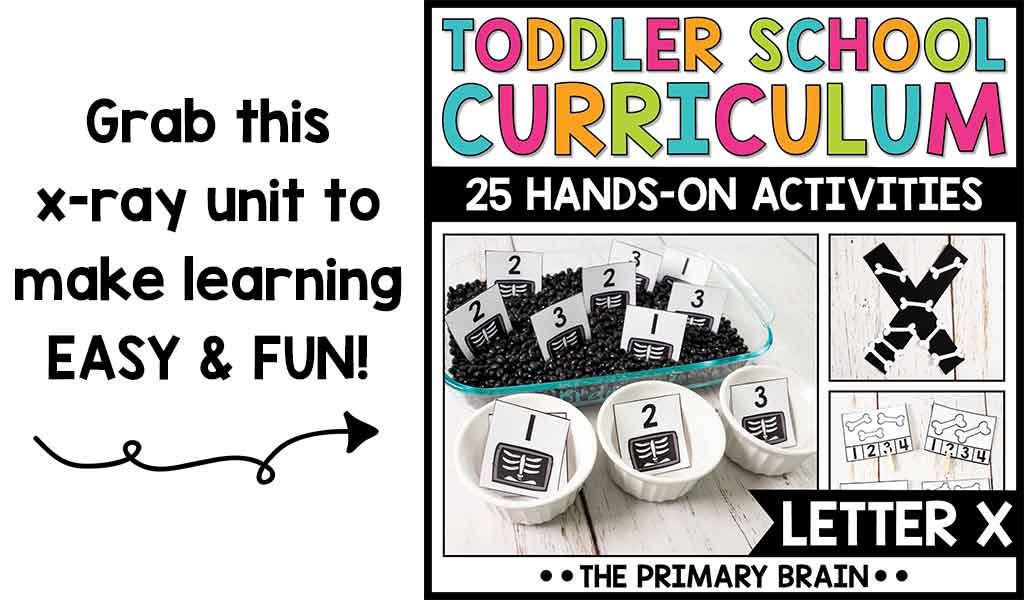 Grab this
x-ray unit to
make learning
EASY & FUN!
TODDLER SCHOOL
CURRICULUM
25 HANDS-ON ACTIVITIES
2
3
1
2
2
3
3
1
1
2
3
1 2 3 4
1 2 3 4
LETTER X
••THE PRIMARY BRAIN••